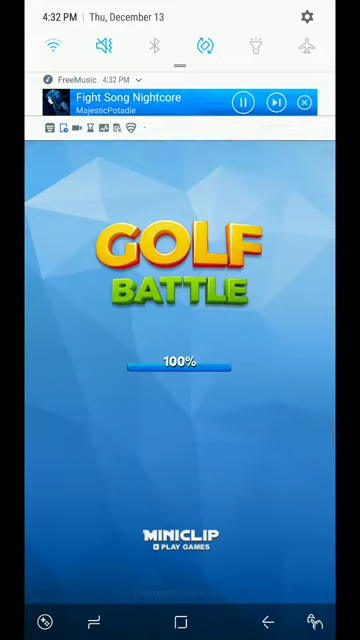 4:32 PM | Thu, December 13
FreeMusic 4:32 PM
Fight Song Nightcore
MajesticPotadie
GOLF
BATTLE
100%
MINICLIP
PLAY GAMES